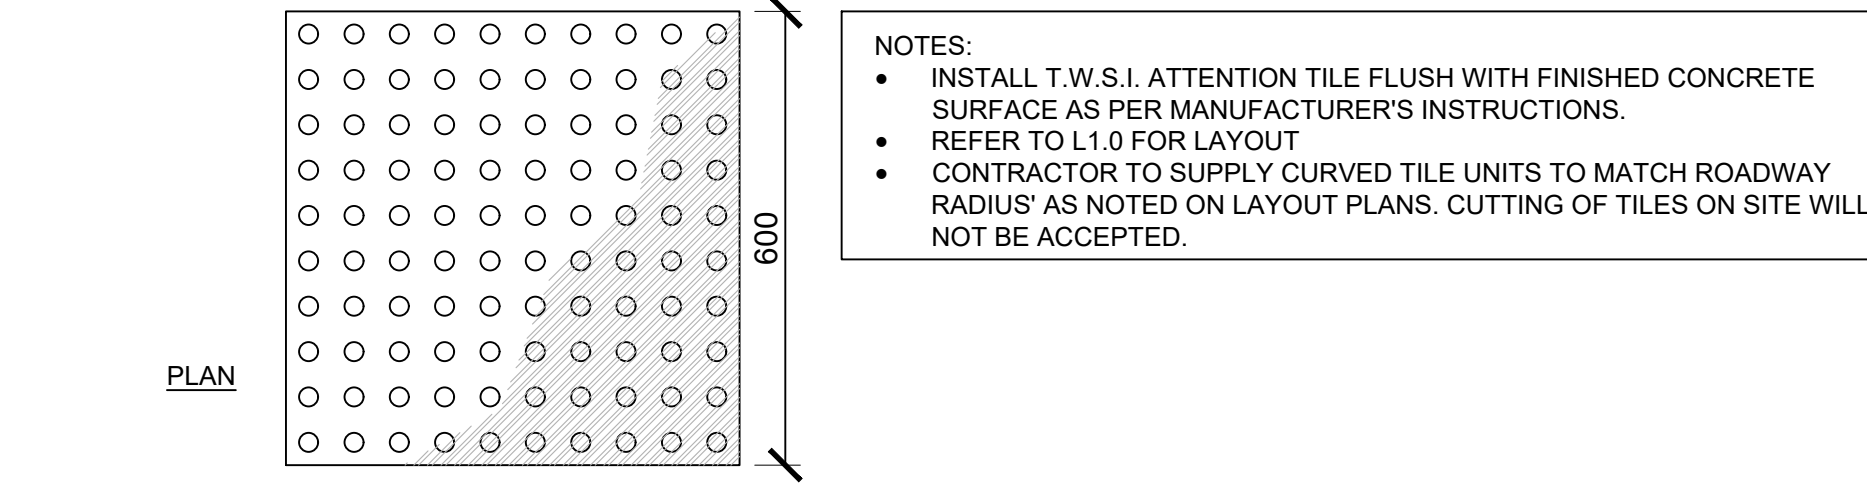 NOTES:
• INSTALL T.W.S.I. ATTENTION TILE FLUSH WITH FINISHED CONCRETE
SURFACE AS PER MANUFACTURER'S INSTRUCTIONS.
• REFER TO L1.0 FOR LAYOUT
• CONTRACTOR TO SUPPLY CURVED TILE UNITS TO MATCH ROADWAY
RADIUS' AS NOTED ON LAYOUT PLANS. CUTTING OF TILES ON SITE WILL
NOT BE ACCEPTED.
600
PLAN